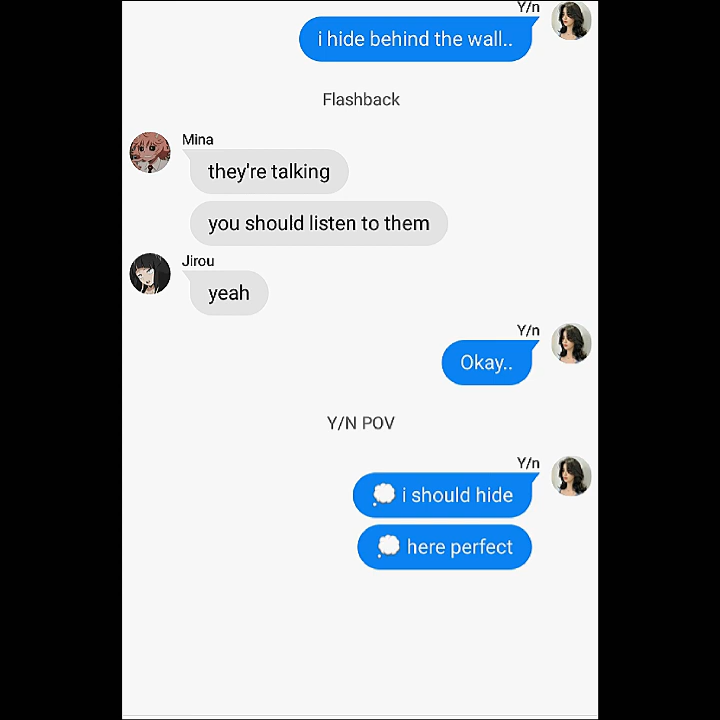 Y/n
i hide behind the wall..
Flashback
Mina
they're talking
you should listen to them
Jirou
yeah
Y/n
Okay..
Y/N POV
Y/n
💭 i should hide
💭 here perfect